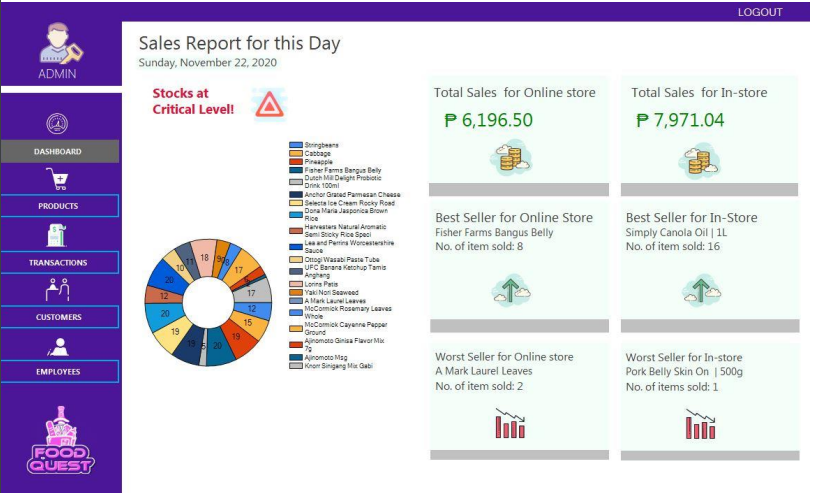 LOGOUT
ADMIN
DASHBOARD
PRODUCTS
TRANSACTIONS
CUSTOMERS
EMPLOYEES
FOOD
QUEST
Sales Report for this Day
Sunday, November 22, 2020
Stocks at
Critical Level!
18
9
8
17
17
12
15
19
20
5
19
19
20
12
20
10
11
Stringbeans
Cabbage
Pineapple
Fisher Farms Bangus Belly
Dutch Mill Delight Probiotic
Drink 100ml
Anchor Grated Parmesan Cheese
Selecta Ice Cream Rocky Road
Dona Maria Jasponica Brown
Rice
Harvesters Natural Aromatic
Semi Sticky Rice Speci
Lea and Perrins Worcestershire
Sauce
Ottogi Wasabi Paste Tube
UFC Banana Ketchup Tamis
Anghang
Lorins Patis
Yaki Nori Seaweed
A Mark Laurel Leaves
McCormick Rosemary Leaves
Whole
McCormick Cayenne Pepper
Ground
Ajinomoto Ginisa Flavor Mix
7g
Ajinomoto Msg
Knorr Sinigang Mix Gabi
Total Sales for Online store
₱ 6,196.50
Total Sales for In-store
₱ 7,971.04
Best Seller for Online Store
Fisher Farms Bangus Belly
No. of item sold: 8
Best Seller for In-Store
Simply Canola Oil | 1L
No. of item sold: 16
Worst Seller for Online store
A Mark Laurel Leaves
No. of item sold: 2
Worst Seller for In-store
Pork Belly Skin On | 500g
No. of items sold: 1